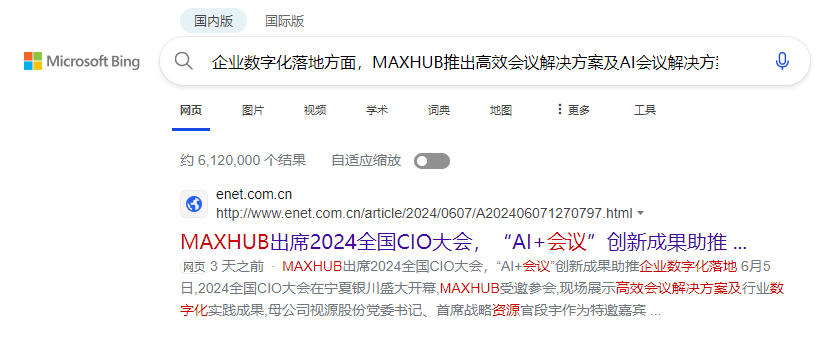 国内版 国际版
Microsoft Bing
企业数字化落地方面，MAXHUB推出高效会议解决方案及AI会议解决方
网页 图片 视频 学术 词典 地图 更多 工具
约 6,120,000 个结果 自适应缩放
enet.com.cn
http://www.enet.com.cn/article/2024/0607/A202406071270797.html
MAXHUB出席2024全国CIO大会，“AI+会议”创新成果助推 ...
网页 3 天之前 · MAXHUB出席2024全国CIO大会，“AI+会议”创新成果助推企业数字化落地 6月5
日,2024全国CIO大会在宁夏银川盛大开幕,MAXHUB受邀参会,现场展示高效会议解决方案及行业数
字化实践成果,母公司视源股份党委书记、首席战略资源官段宇作为特邀嘉宾 ...